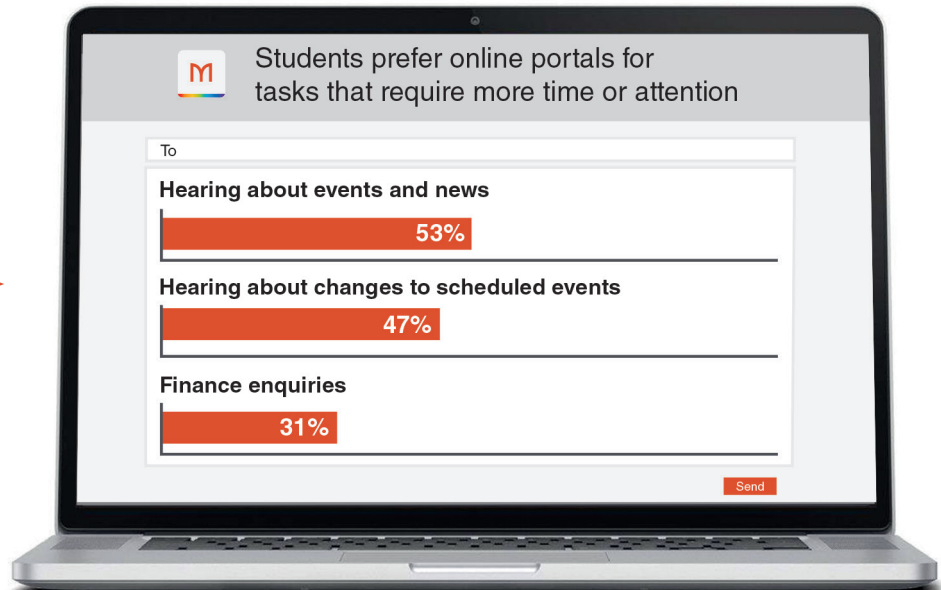 Students prefer online portals for
tasks that require more time or attention
To
Hearing about events and news
53%
Hearing about changes to scheduled events
47%
Finance enquiries
31%
Send